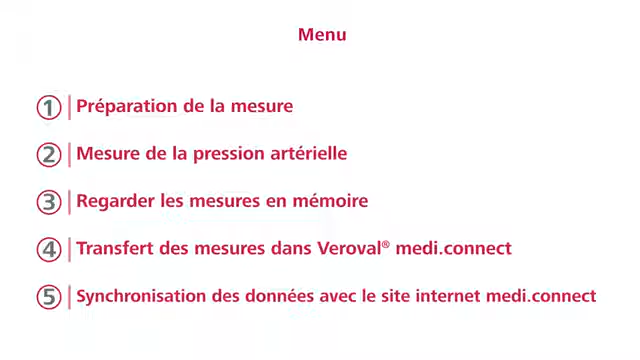 Menu
1 Préparation de la mesure
2 Mesure de la pression artérielle
3 Regarder les mesures en mémoire
4 Transfert des mesures dans Veroval® medi.connect
5 Synchronisation des données avec le site internet medi.connect